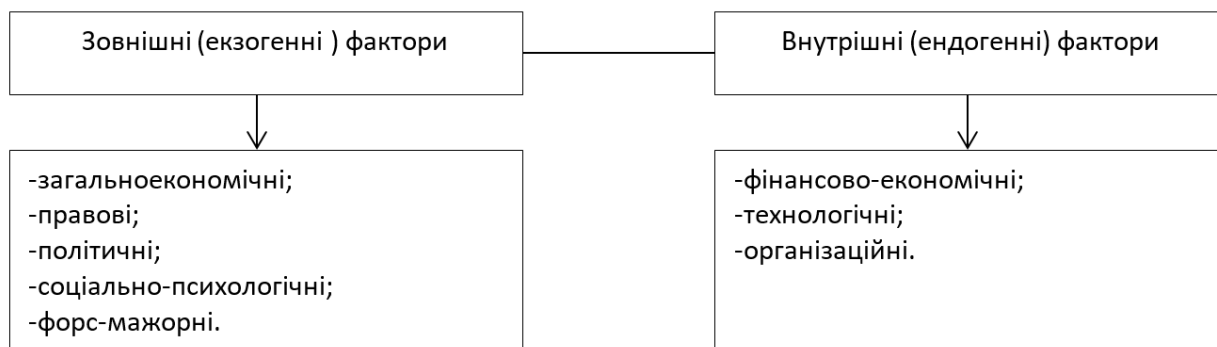 Зовнішні (екзогенні ) фактори
Внутрішні (ендогенні) фактори
-загальноекономічні;
-правові;
-політичні;
-соціально-психологічні;
-форс-мажорні.
-фінансово-економічні;
-технологічні;
-організаційні.